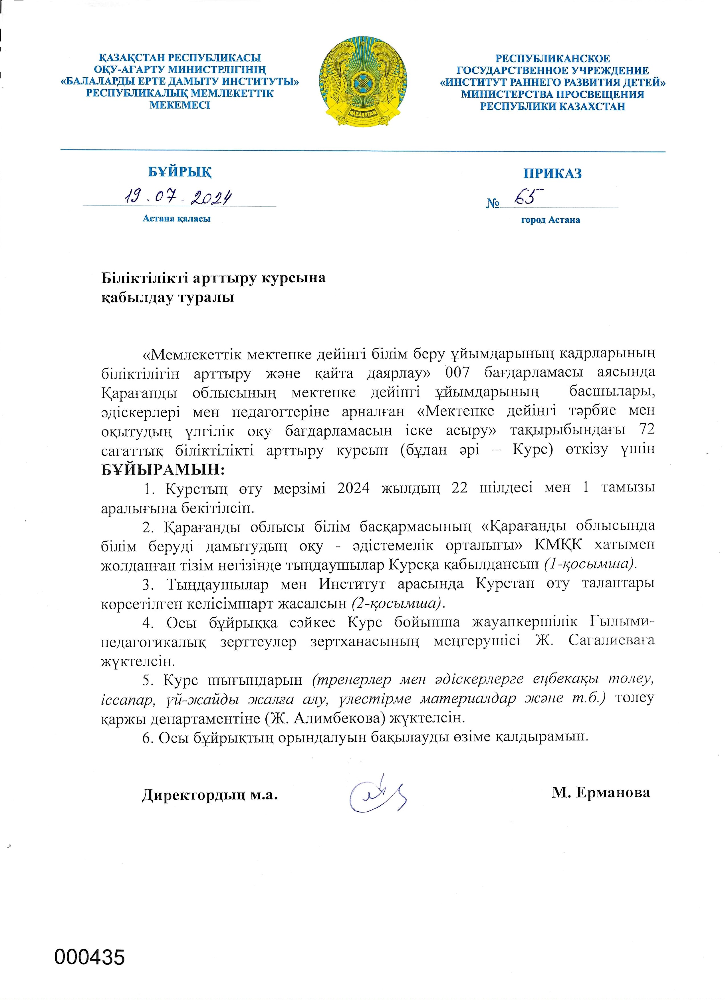 ҚАЗАҚСТАН РЕСПУБЛИКАСЫ
ОҚУ-АҒАРТУ МИНИСТРЛІГІНІҢ
«БАЛАЛАРДЫ ЕРТЕ ДАМЫТУ ИНСТИТУТЫ»
РЕСПУБЛИКАЛЫҚ МЕМЛЕКЕТТІК
МЕКЕМЕСІ
QAZAQSTAN
РЕСПУБЛИКАНСКОЕ
ГОСУДАРСТВЕННОЕ УЧРЕЖДЕНИЕ
«ИНСТИТУТ РАННЕГО РАЗВИТИЯ ДЕТЕЙ»
МИНИСТЕРСТВА ПРОСВЕЩЕНИЯ
РЕСПУБЛИКИ КАЗАХСТАН
БҰЙРЫҚ
19.07.2024
Астана қаласы
ПРИКАЗ
№ 65
город Астана
Біліктілікті арттыру курсына
қабылдау туралы
«Мемлекеттік мектепке дейінгі білім беру ұйымдарының кадрларының
біліктілігін арттыру және қайта даярлау» 007 бағдарламасы аясында
Қарағанды облысының мектепке дейінгі ұйымдарының басшылары,
әдіскерлері мен педагогтеріне арналған «Мектепке дейінгі тәрбие мен
оқытудың үлгілік оқу бағдарламасын іске асыру» тақырыбындағы 72
сағаттық біліктілікті арттыру курсын (бұдан әрі – Курс) өткізу үшін
БҰЙЫРАМЫН:
1. Курстың өту мерзімі 2024 жылдың 22 шілдесі мен 1 тамызы
аралығына бекітілсін.
2. Қарағанды облысы білім басқармасының «Қарағанды облысында
білім беруді дамытудың оқу - әдістемелік орталығы» КМҚК хатымен
жолданған тізім негізінде тыңдаушылар Курсқа қабылдансын (1-қосымша).
3. Тыңдаушылар мен Институт арасында Курстан өту талаптары
көрсетілген келісімшарт жасалсын (2-қосымша).
4. Осы бұйрыққа сәйкес Курс бойынша жауапкершілік Ғылыми-
педагогикалық зерттеулер зертханасының меңгерушісі Ж. Сагалиеваға
жүктелсін.
5. Курс шығындарын (тренерлер мен әдіскерлерге еңбекақы төлеу,
іссапар, үй-жайды жалға алу, үлестірме материалдар және т.б.) төлеу
қаржы департаментіне (Ж. Алимбекова) жүктелсін.
6. Осы бұйрықтың орындалуын бақылауды өзіме қалдырамын.
Директордың м.а.
М. Ерманова
000435